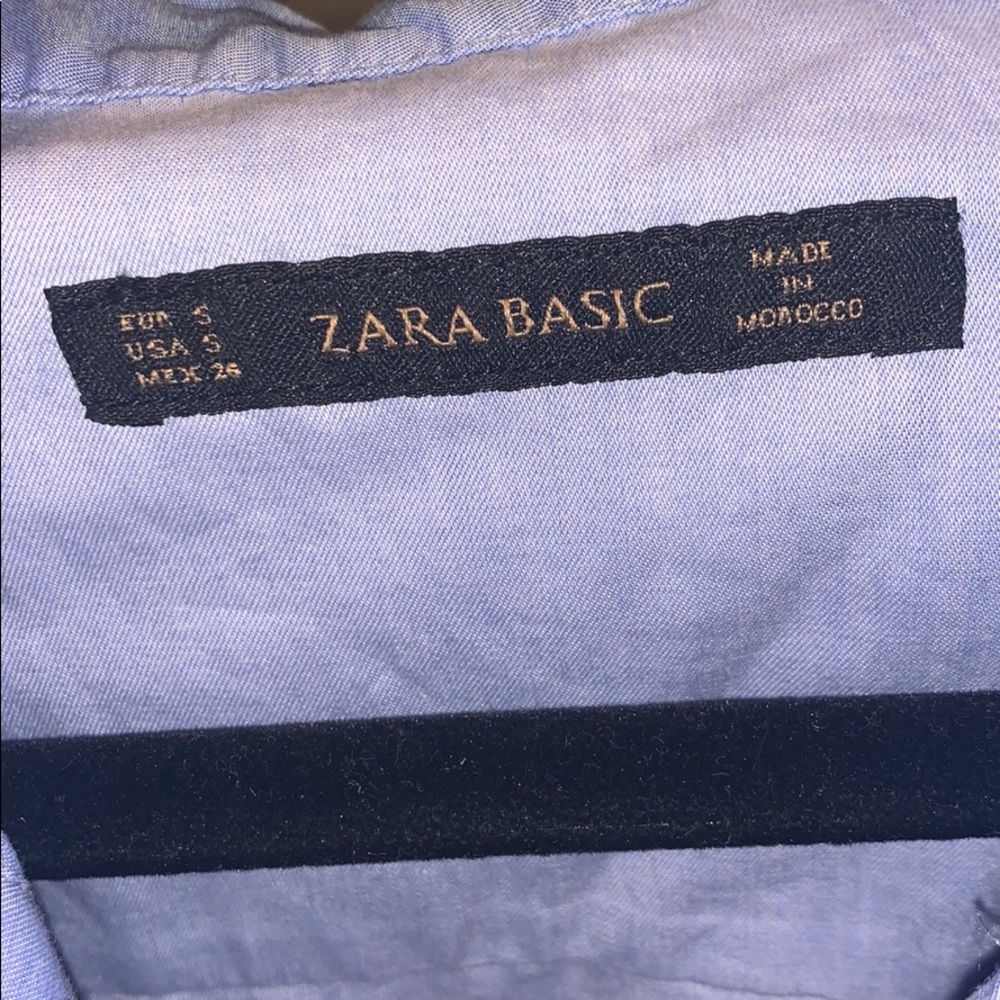 EUR S
USA S
MEX 26
ZARA BASIC
MADE
IN
MOROCCO